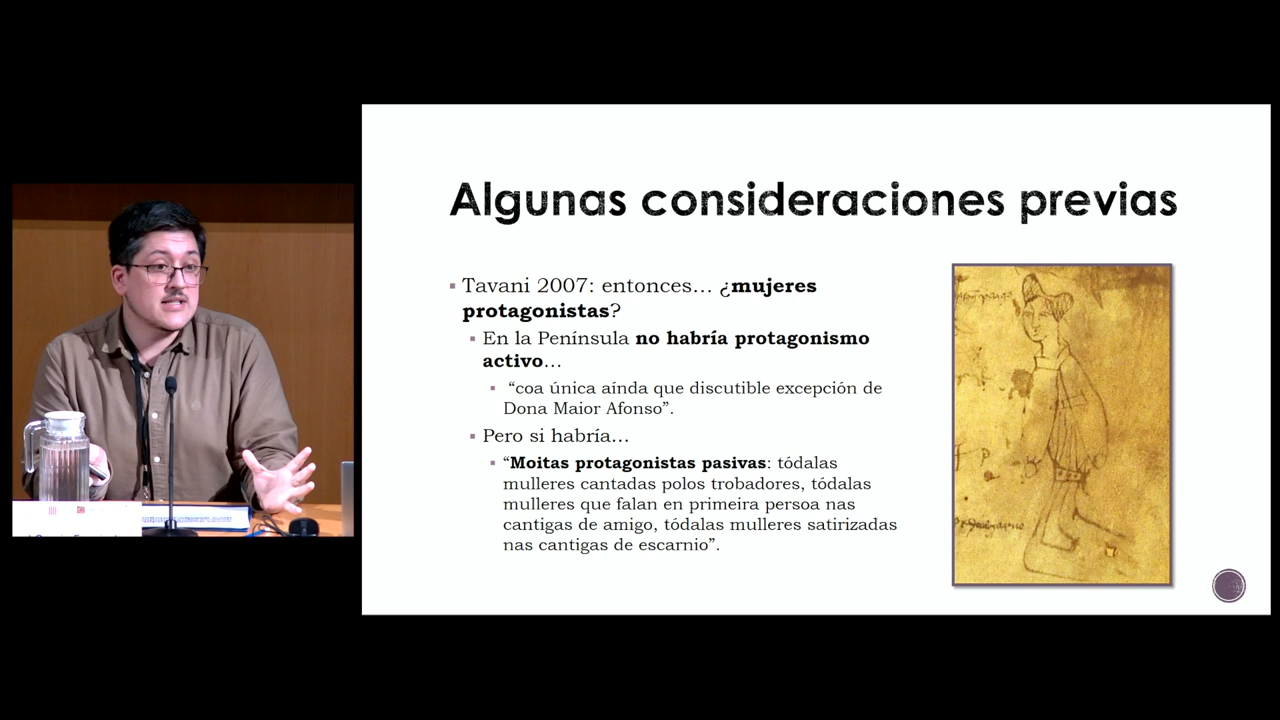 Algunas consideraciones previas
Tavani 2007: entonces… ¿mujeres
protagonistas?
En la Península no habría protagonismo
activo…
“coa única aínda que discutible excepción de
Dona Maior Afonso”.
Pero si habría…
“Moitas protagonistas pasivas: tódalas
mulleres cantadas polos trobadores, tódalas
mulleres que falan en primeira persoa nas
cantigas de amigo, tódalas mulleres satirizadas
nas cantigas de escarnio”.